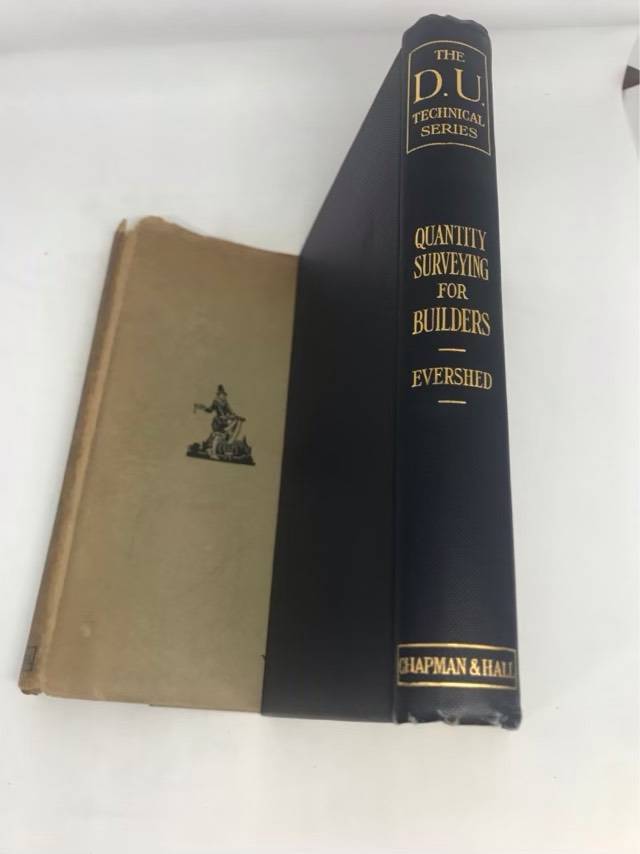 THE
D.U.
TECHNICAL
SERIES
QUANTITY
SURVEYING
FOR
BUILDERS
EVERSHED
CHAPMAN & HALL